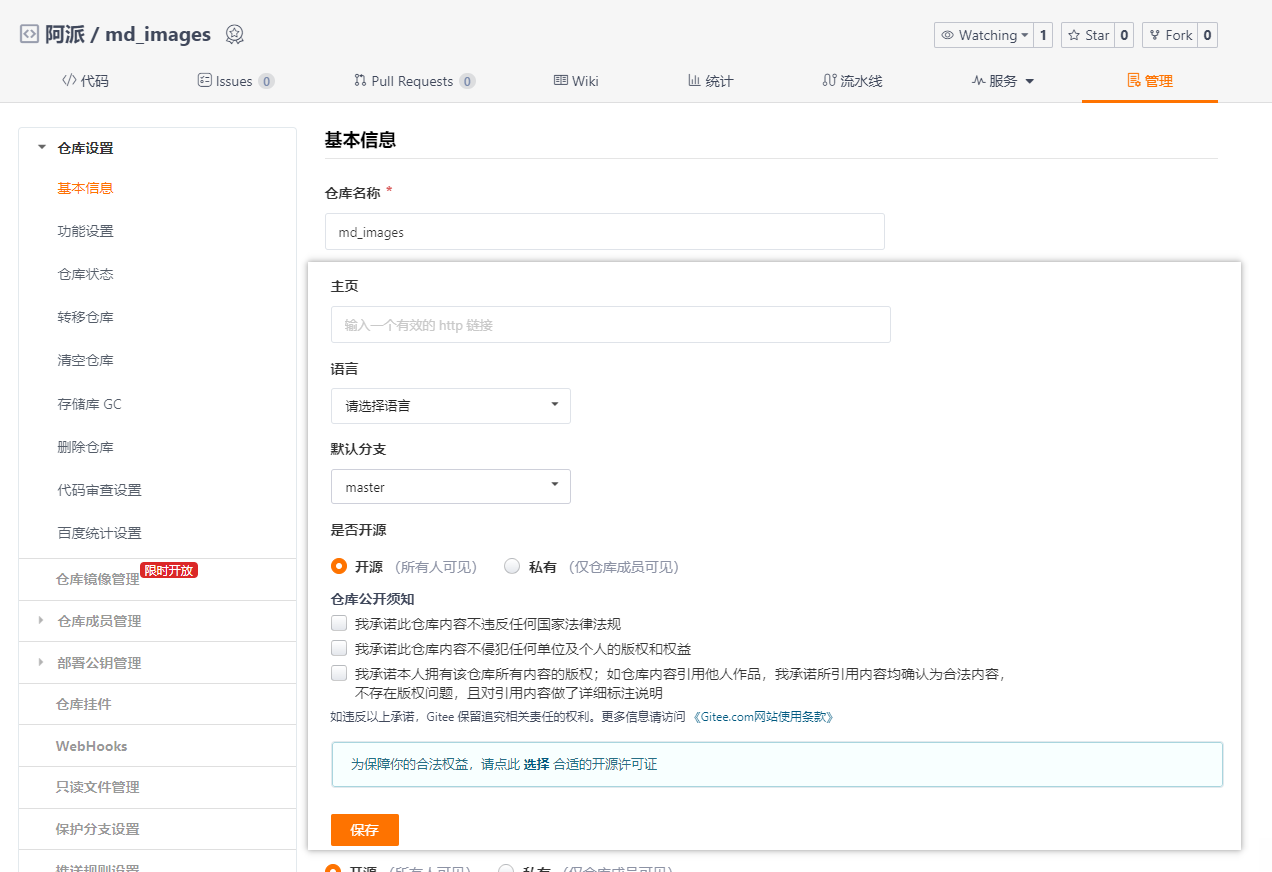 阿派 / md_images
Watching 1 Star 0 Fork 0
代码 Issues 0 Pull Requests 0 Wiki 统计 流水线 服务 管理
仓库设置
基本信息
功能设置
仓库状态
转移仓库
清空仓库
存储库 GC
删除仓库
代码审查设置
百度统计设置
仓库镜像管理 限时开放
仓库成员管理
部署公钥管理
仓库挂件
WebHooks
只读文件管理
保护分支设置
推送规则设置
基本信息
仓库名称 *
md_images
主页
输入一个有效的 http 链接
语言
请选择语言
默认分支
master
是否开源
开源 (所有人可见) 私有 (仅仓库成员可见)
仓库公开须知
我承诺此仓库内容不违反任何国家法律法规
我承诺此仓库内容不侵犯任何单位及个人的版权和权益
我承诺本人拥有该仓库所有内容的版权；如仓库内容引用他人作品，我承诺所引用内容均确认为合法内容，
不存在版权问题，且对引用内容做了详细标注说明
如违反以上承诺，Gitee 保留追究相关责任的权利。更多信息请访问 《Gitee.com网站使用条款》
为保障你的合法权益，请点此 选择 合适的开源许可证
保存
开源 (所有人可见) 私有 (仅仓库成员可见)